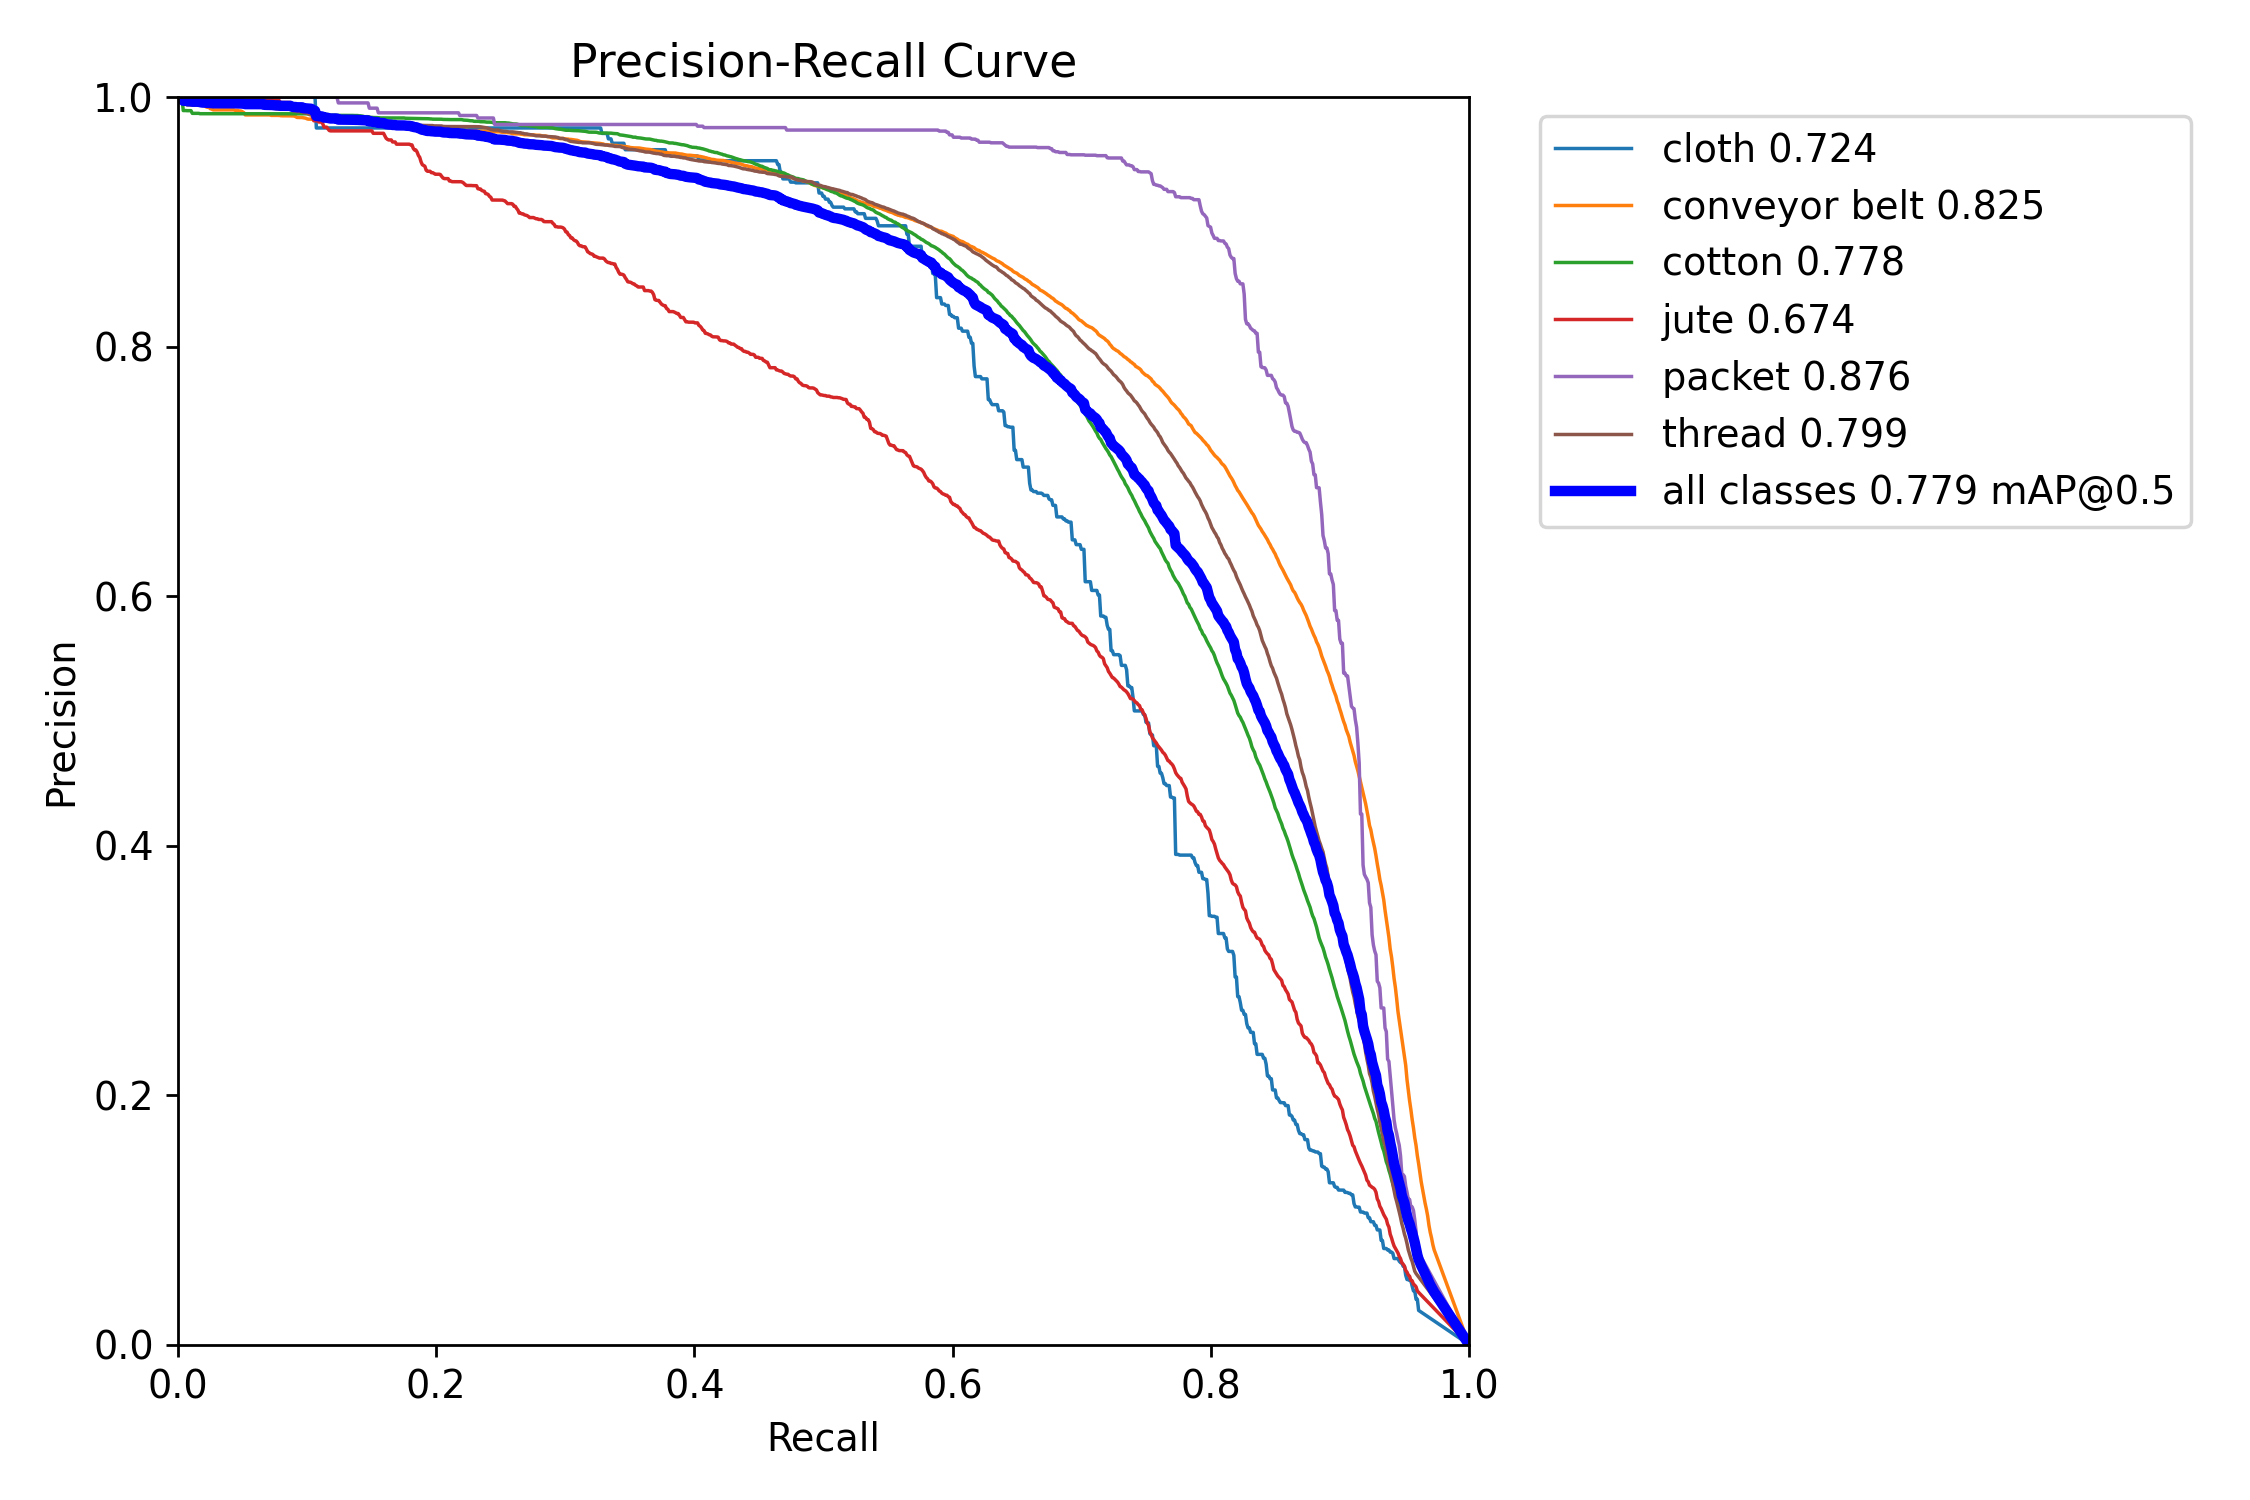 Precision-Recall Curve
1.0
0.8
0.6
0.4
0.2
0.0
Precision
0.0 0.2 0.4 0.6 0.8 1.0
Recall
cloth 0.724
conveyor belt 0.825
cotton 0.778
jute 0.674
packet 0.876
thread 0.799
all classes 0.779 mAP@0.5